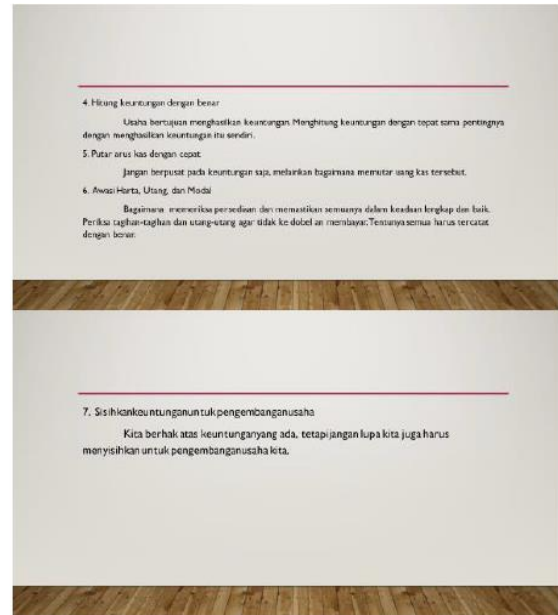 4. Hitung keuntungan dengan benar
Usaha bertujuan menghasilkan keuntungan. Menghitung keuntungan dengan tepat sama pentingnya
dengan menghasilkan keuntungan itu sendiri.
5. Putar arus kas dengan cepat
Jangan berpusat pada keuntungan saja, melainkan bagaimana memutar uang kas tersebut.
6. Awasi Harta, Utang, dan Modal
Bagaimana memeriksa persediaan dan memastikan semuanya dalam keadaan lengkap dan baik.
Periksa tagihan-tagihan dan utang-utang agar tidak ke dobel an membayar. Tentunya semua harus tercatat
dengan benar.
7. Sisihkankeuntunganuntukpengembanganusaha
Kita berhak atas keuntunganyang ada, tetapijangan lupa kita juga harus
menyisihkan untuk pengembanganusaha kita.